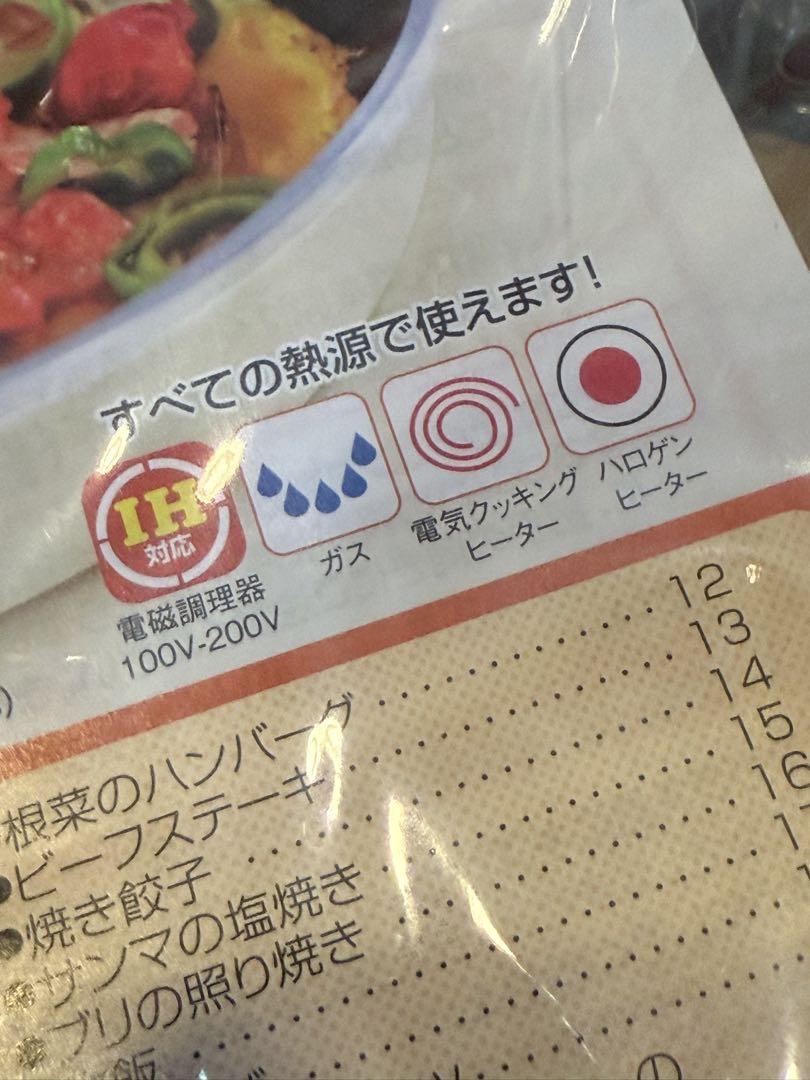 すべての熱源で使えます!
IH
対応
電磁調理器
100V-200V
ガス
電気クッキング
ヒーター
ハロゲン
ヒーター
根菜のハンバーグ 12
●ビーフステーキ 13
●焼き餃子 14
●サンマの塩焼き 15
●ブリの照り焼き 16
飯
の